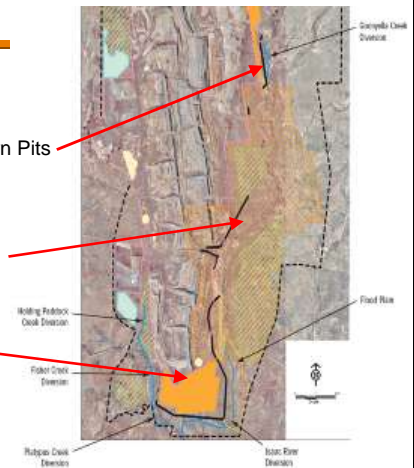 Goonyella Creek
Diversion
n Pits
Holding Paddock
Creek Diversion
Flood Plain
Fisher Creek
Diversion
Platypus Creek
Diversion
Isaac River
Diversion